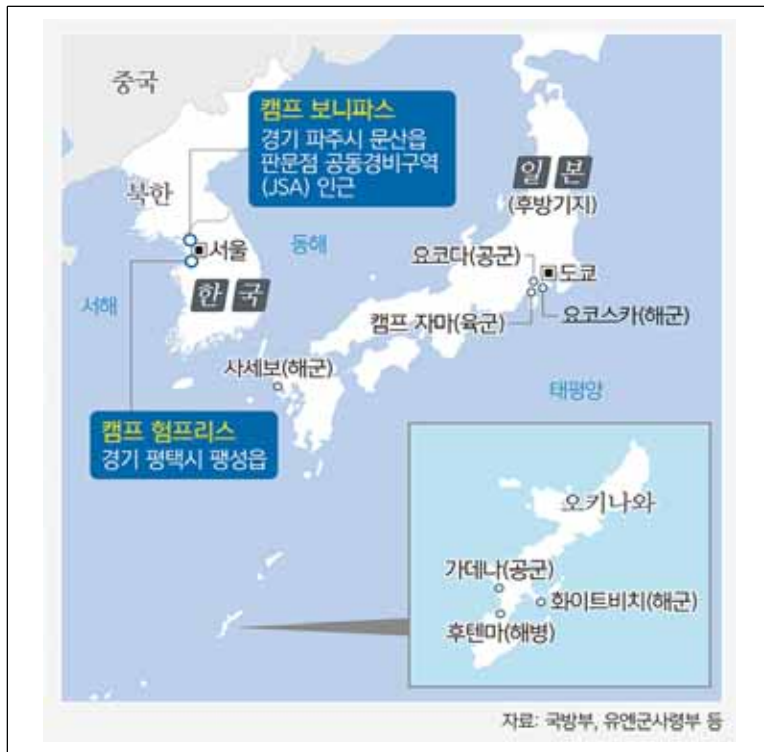 중국
캠프 보니파스
경기 파주시 문산읍
판문점 공동경비구역
(JSA) 인근
북한
일본
(후방기지)
서울
동해
요코다(공군)
도쿄
서해
한국
캠프 자마(육군)
요코스카(해군)
사세보(해군)
태평양
캠프 험프리스
경기 평택시 팽성읍
오키나와
가데나(공군)
화이트비치(해군)
후텐마(해병)
자료: 국방부, 유엔군사령부 등